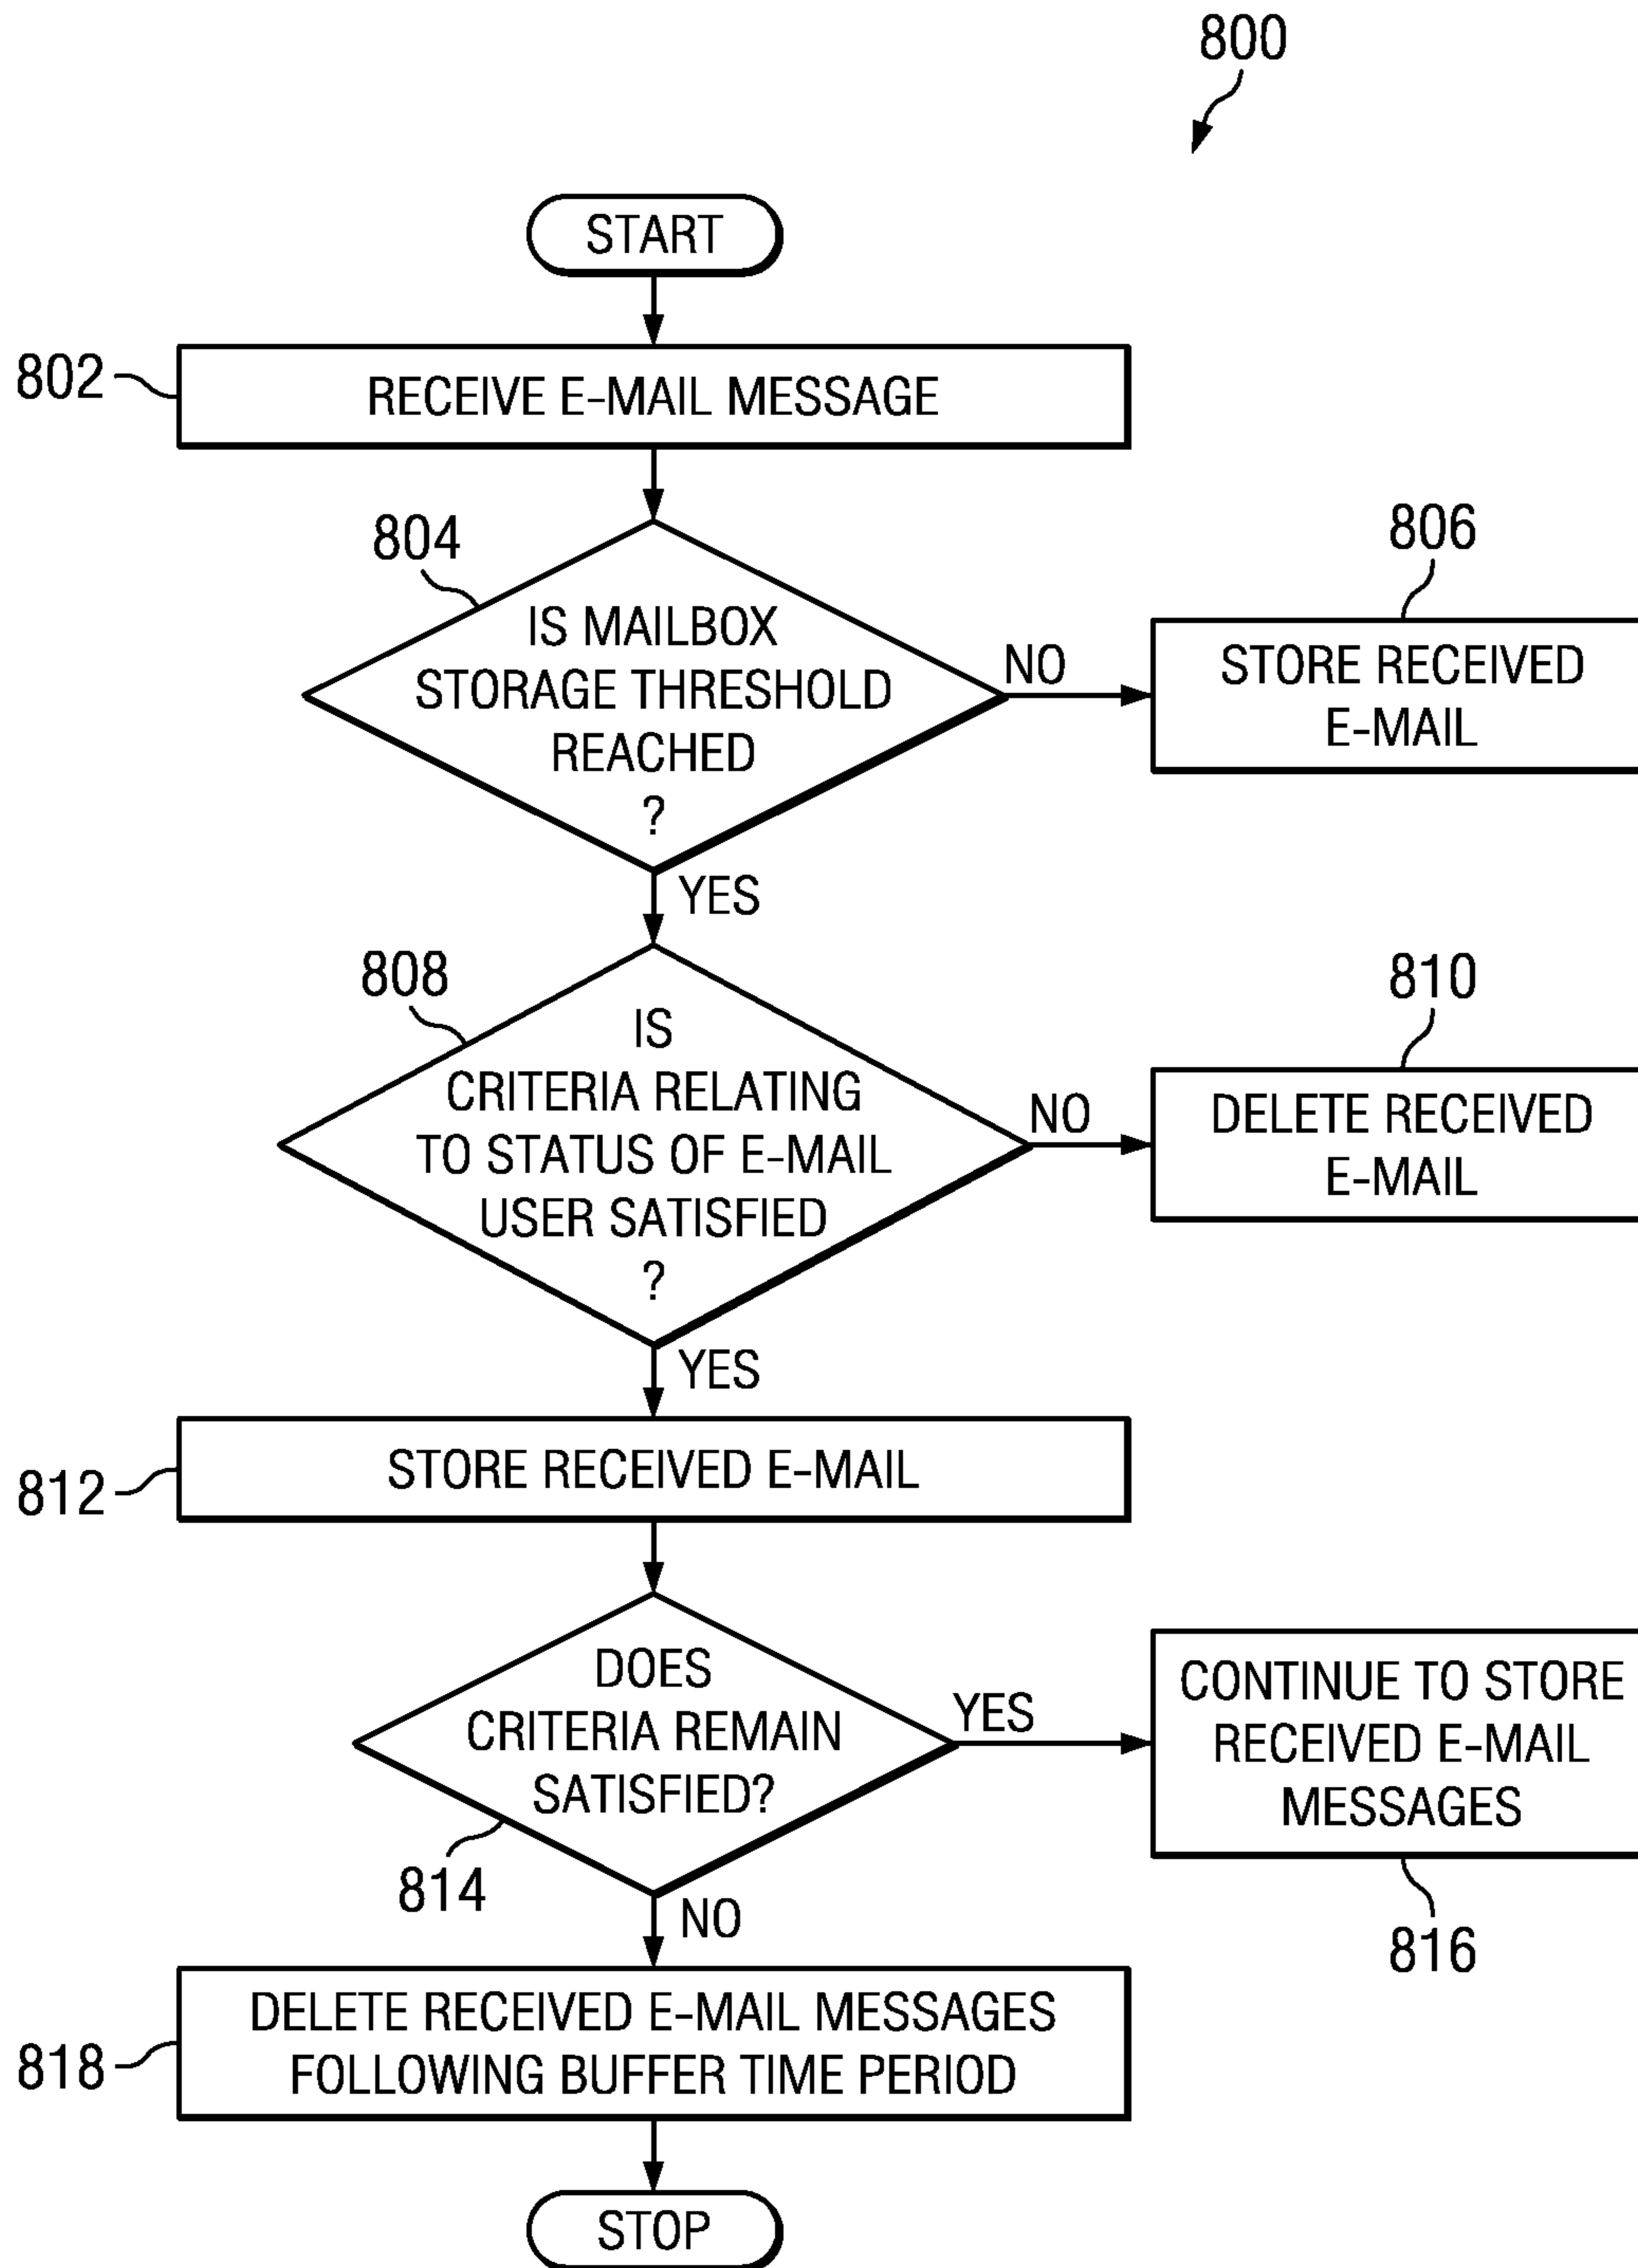 800
START
802
RECEIVE E-MAIL MESSAGE
804
IS MAILBOX
STORAGE THRESHOLD
REACHED
?
NO
806
STORE RECEIVED
E-MAIL
YES
808
IS
CRITERIA RELATING
TO STATUS OF E-MAIL
USER SATISFIED
?
NO
810
DELETE RECEIVED
E-MAIL
YES
812
STORE RECEIVED E-MAIL
DOES
CRITERIA REMAIN
SATISFIED?
814
YES
CONTINUE TO STORE
RECEIVED E-MAIL
MESSAGES
816
NO
818
DELETE RECEIVED E-MAIL MESSAGES
FOLLOWING BUFFER TIME PERIOD
STOP